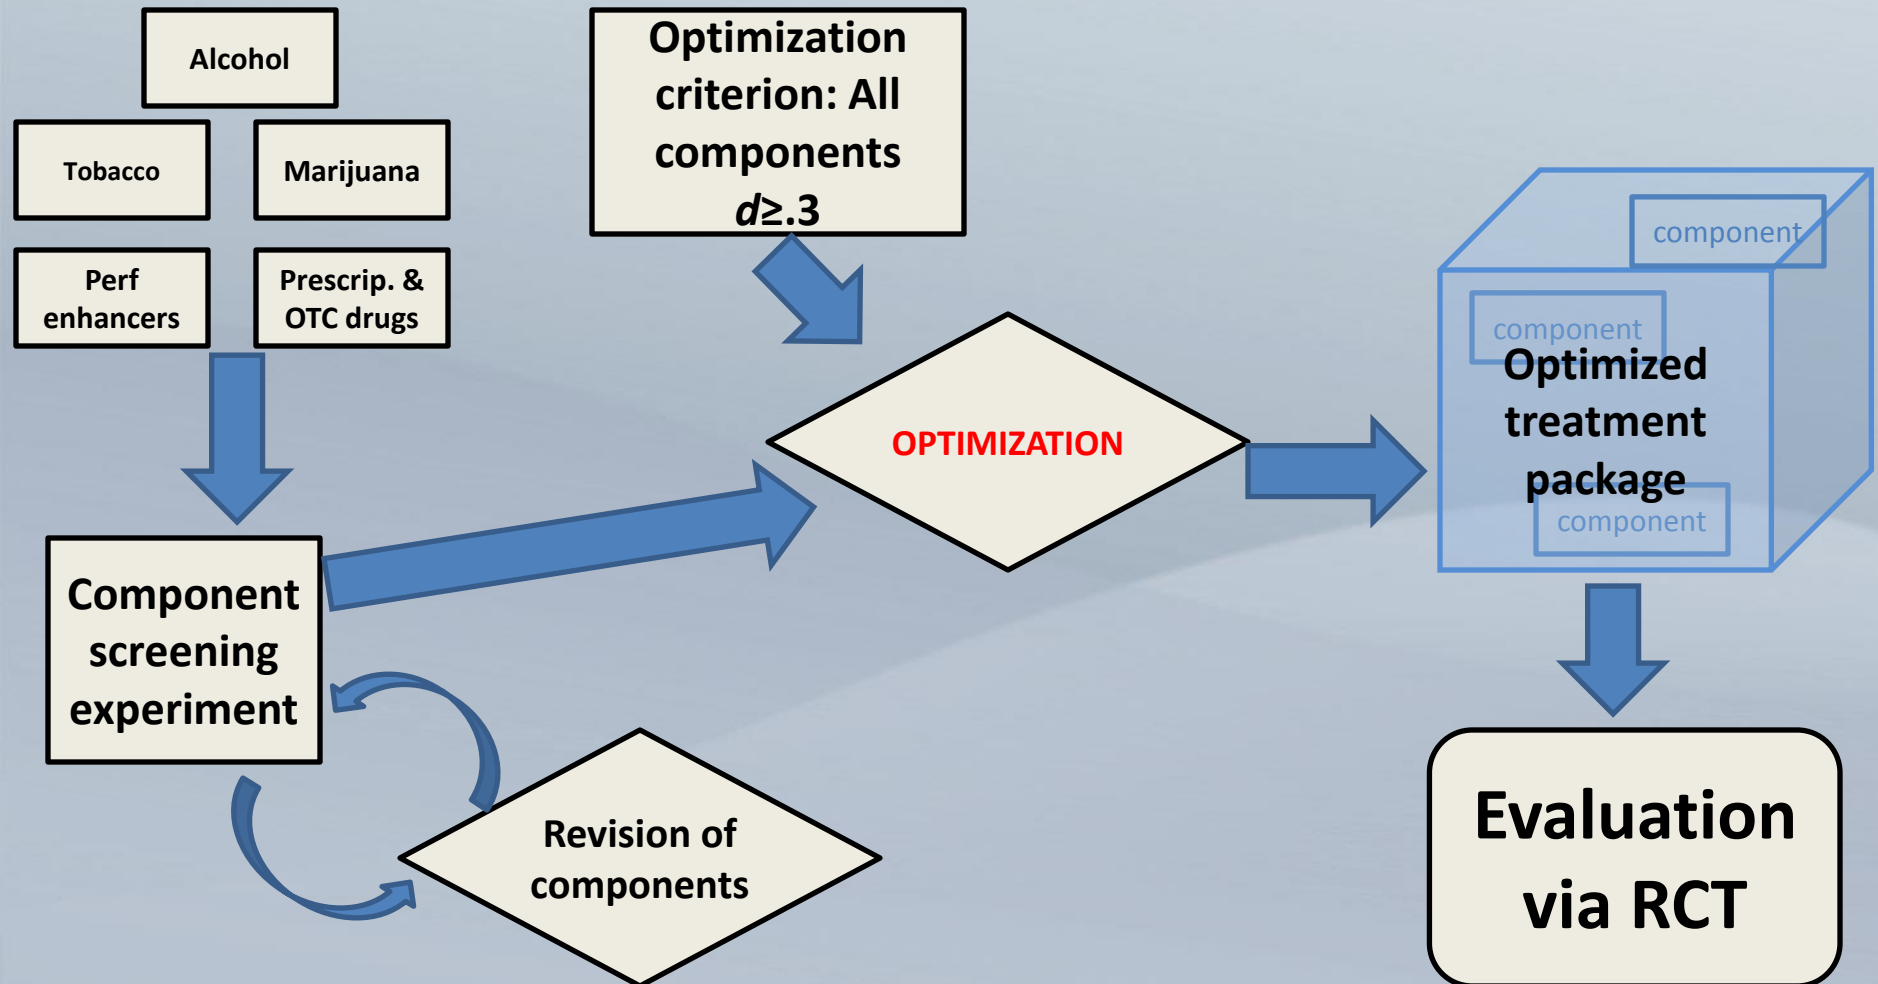 Alcohol
Tobacco
Marijuana
Perf
enhancers
Prescrip. &
OTC drugs
Optimization
criterion: All
components
d≥.3
Component
screening
experiment
Revision of
components
OPTIMIZATION
component
component
Optimized
treatment
package
component
Evaluation
via RCT